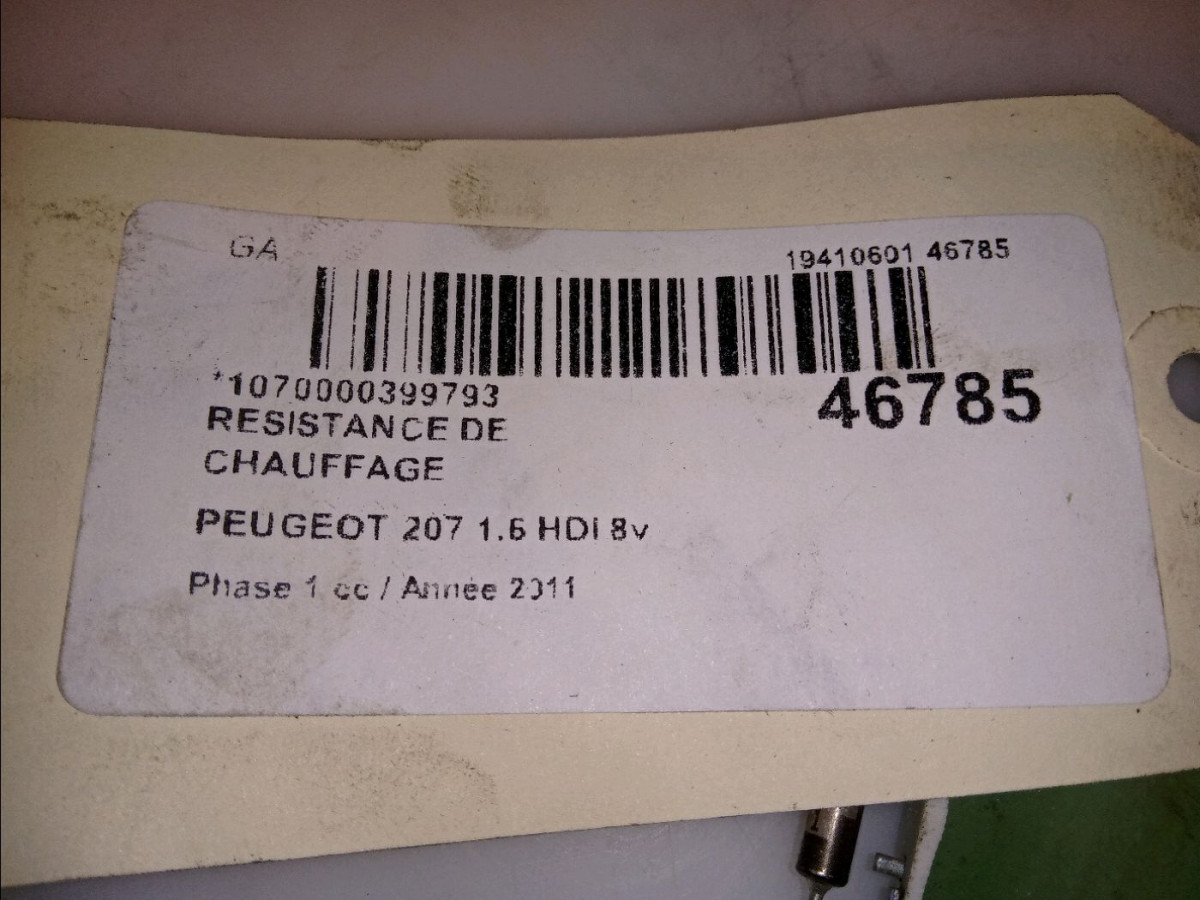 GA
19410601 46785
*1070000399793
46785
RESISTANCE DE
CHAUFFAGE
PEUGEOT 207 1.6 HDI 8v
Phase 1 cc / Année 2011